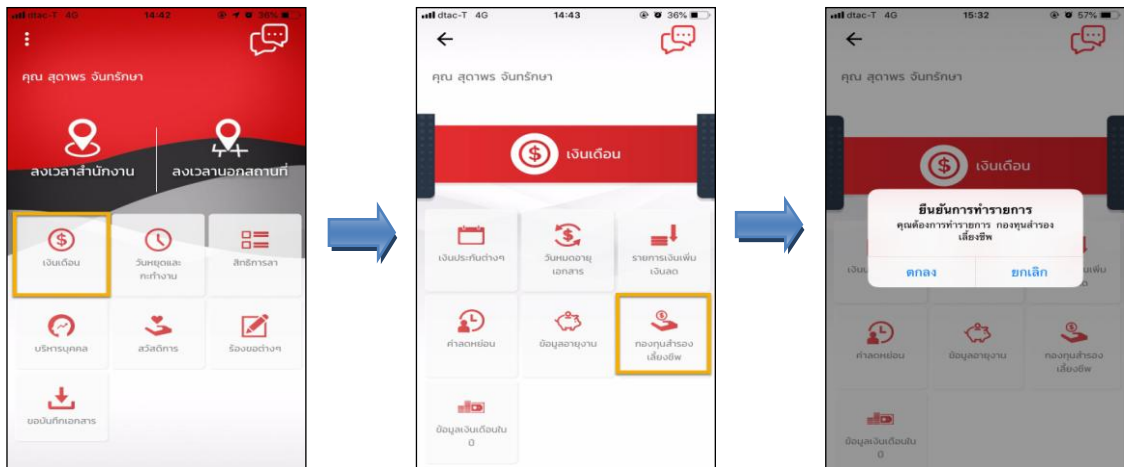 dtac-T 4G 14:42 36%
คุณ สุดาพร จันทรักษา
ลงเวลาสำนักงาน ลงเวลานอกสถานที่
เงินเดือน
วันหยุดและ
กะทำงาน
สิทธิการลา
บริหารบุคคล
สวัสดิการ
ร้องขอต่างๆ
ขอบันทึกเอกสาร
dtac-T 4G 14:43 36%
คุณ สุดาพร จันทรักษา
เงินเดือน
เงินประกันต่างๆ
วันหมดอายุ
เอกสาร
รายการเงินเพิ่ม
เงินลด
ค่าลดหย่อน
ข้อมูลอายุงาน
กองทุนสำรอง
เลี้ยงชีพ
ข้อมูลเงินเดือนใน
ปี
dtac-T 4G 15:32 57%
คุณ สุดาพร จันทรักษา
เงินเดือน
ยืนยันการทำรายการ
คุณต้องการทำรายการ กองทุนสำรอง
เลี้ยงชีพ
ตกลง ยกเลิก
ค่าลดหย่อน
ข้อมูลอายุงาน
กองทุนสำรอง
เลี้ยงชีพ
ข้อมูลเงินเดือนใน
ปี